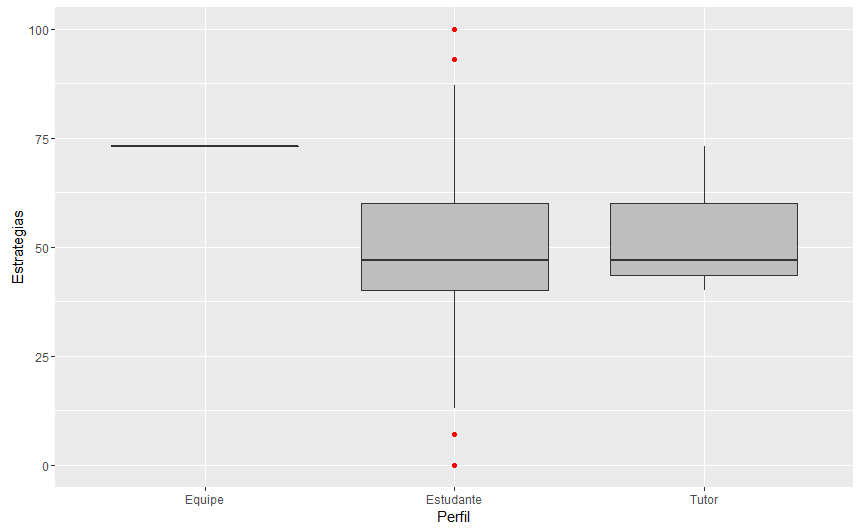 100
75
50
25
0
Estrategias
Equipe
Estudante
Tutor
Perfil